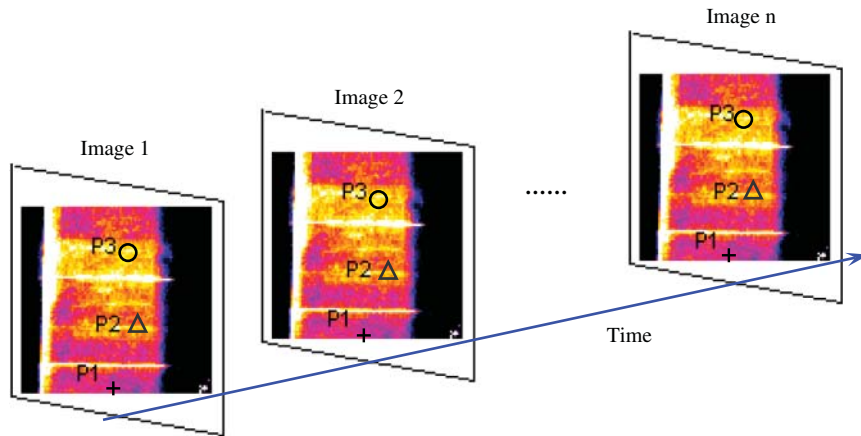 Image 1
P3
P2
P1
Image 2
P3
P2
P1
......
Image n
P3
P2
P1
Time